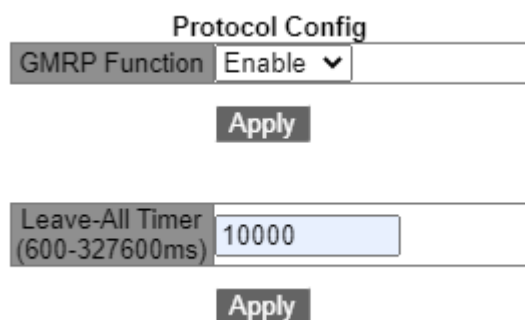 Protocol Config
GMRP Function Enable
Apply
Leave-All Timer
(600-327600ms)
10000
Apply